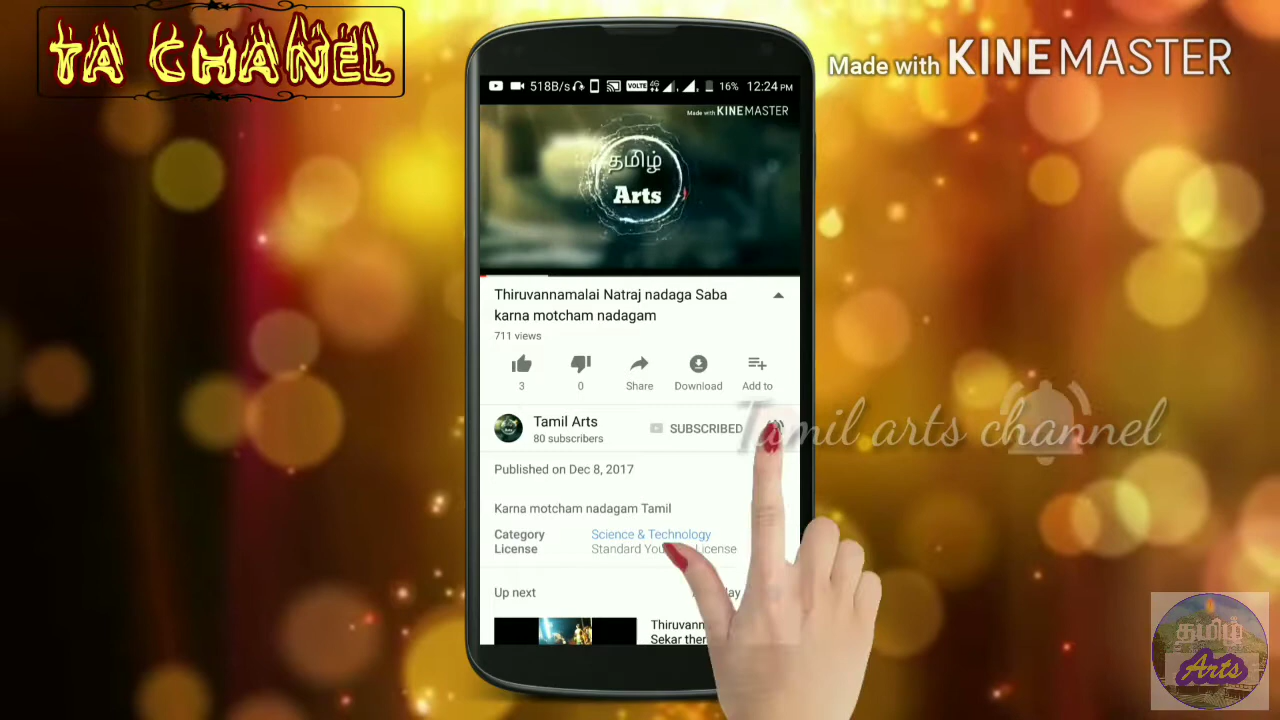 TA CHANEL
Made with KINEMASTER
518B/s VOLTE 4G 16% 12:24 PM
Made with KINEMASTER
தமிழ்
Arts
Thiruvannamalai Natraj nadaga Saba
karna motcham nadagam
711 views
3 0 Share Download Add to
Tamil Arts SUBSCRIBED
80 subscribers
Tamil arts channel
Published on Dec 8, 2017
Karna motcham nadagam Tamil
Category Science & Technology
License Standard License
Up next
Sekar
தமிழ்
Arts